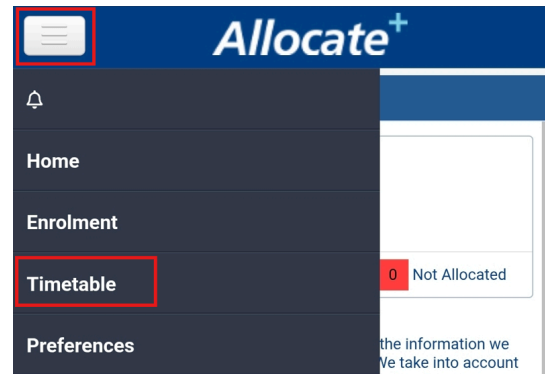 Allocate+
Home
Enrolment
Timetable
0 Not Allocated
Preferences
the information we
We take into account